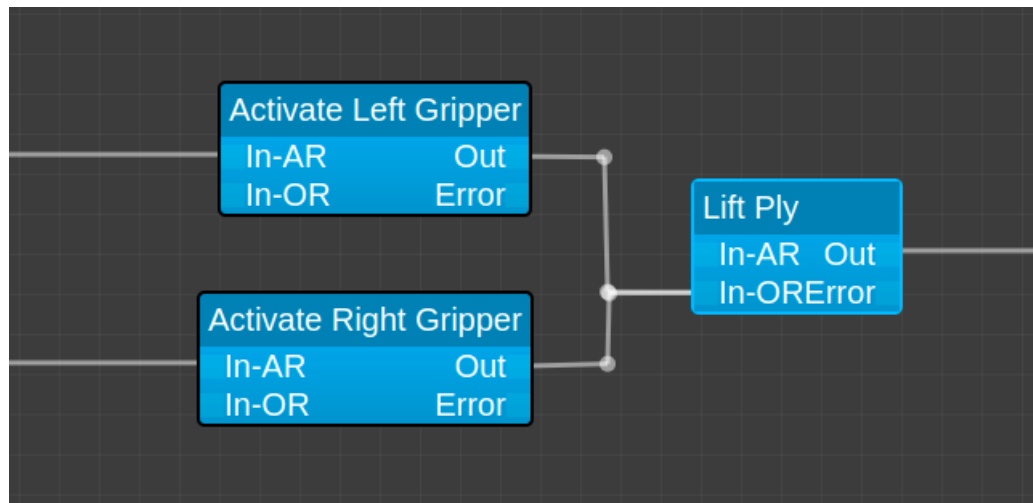 Activate Left Gripper
In-AR Out
In-OR Error
Lift Ply
In-AR Out
In-OR Error
Activate Right Gripper
In-AR Out
In-OR Error